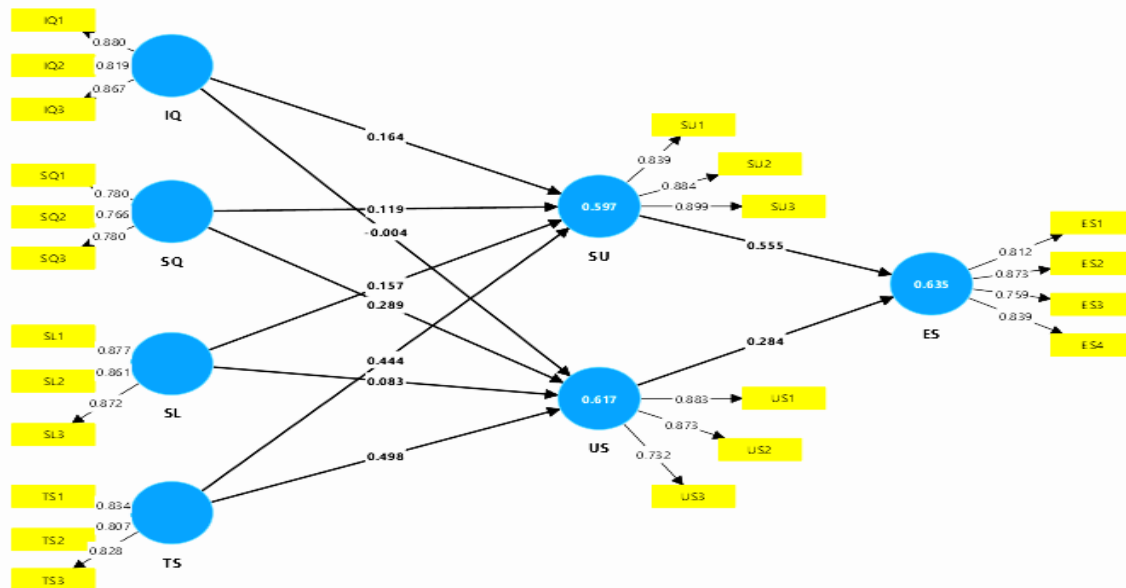 IQ1
0.880
IQ2
0.819
0.867
IQ3
IQ
SQ1
0.780
SQ2
0.766
0.780
SQ3
SQ
SL1
0.877
0.861
SL2
0.872
SL3
SL
TS1
0.834
0.807
TS2
0.828
TS3
TS
0.164
0.119
-0.004
0.157
0.289
0.444
0.083
0.498
SU1
0.839
SU2
0.884
0.899
SU3
0.597
SU
0.555
0.284
0.617
US
0.883
US1
0.873
US2
0.732
US3
0.635
ES
ES1
0.812
ES2
0.873
0.759
ES3
0.839
ES4